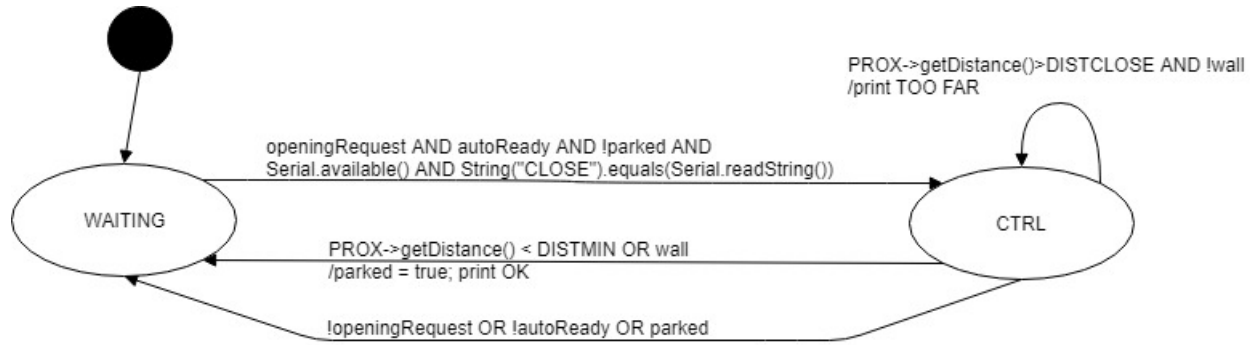 PROX->getDistance()>DISTCLOSE AND !wall
/print TOO FAR
openingRequest AND autoReady AND !parked AND
Serial.available() AND String("CLOSE").equals(Serial.readString())
WAITING
CTRL
PROX->getDistance() < DISTMIN OR wall
/parked = true; print OK
!openingRequest OR !autoReady OR parked